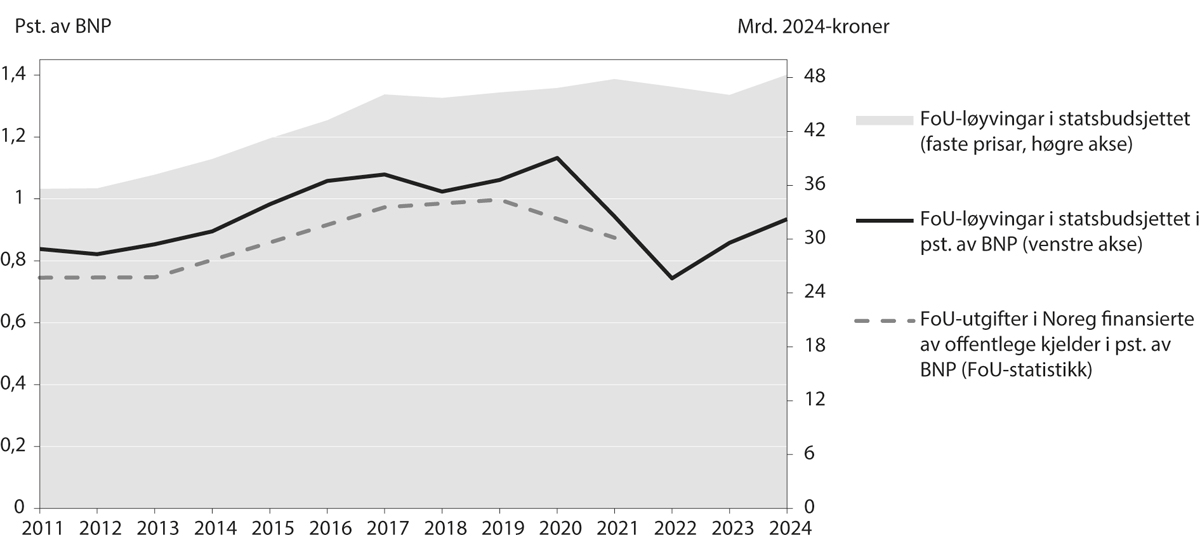 Pst. av BNP
Mrd. 2024-kroner
1,4
1,2
1
0,8
0,6
0,4
0,2
0
48
42
36
30
24
18
12
6
0
2011 2012 2013 2014 2015 2016 2017 2018 2019 2020 2021 2022 2023 2024
FoU-løyvingar i statsbudsjettet
(faste prisar, høgre akse)
FoU-løyvingar i statsbudsjettet i
pst. av BNP (venstre akse)
FoU-utgifter i Noreg finansierte
av offentlege kjelder i pst. av
BNP (FoU-statistikk)